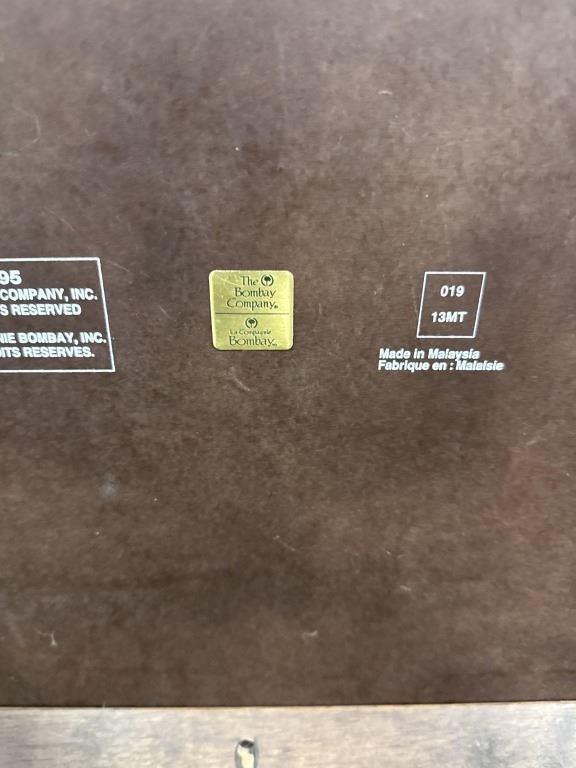 95
COMPANY, INC.
S RESERVED
NIE BOMBAY, INC.
ITS RESERVES.
The
Bombay
Company®
La Compagnie
Bombay
019
13MT
Made in Malaysia
Fabrique en : Malaisie